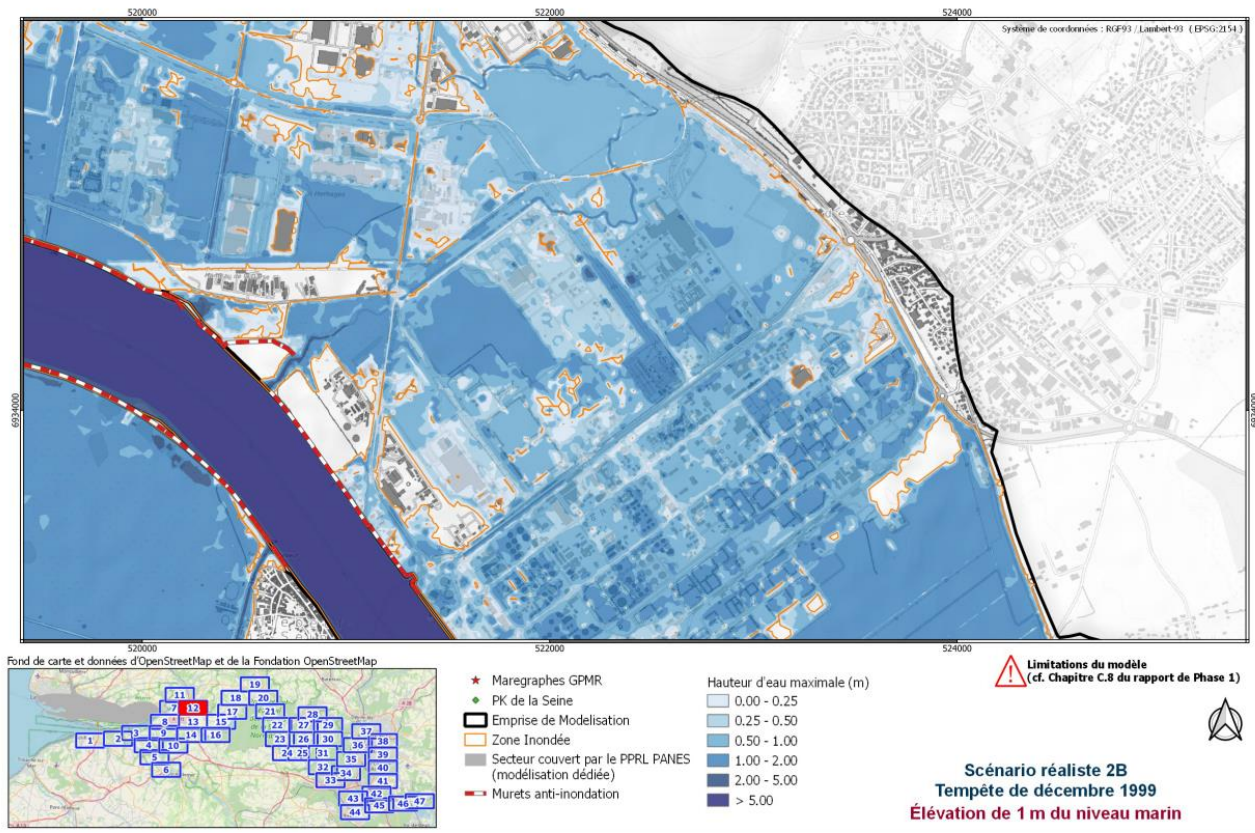 520000
522000
524000
Système de coordonnées : RGF93 / Lambert-93 ( EPSG:2154 )
6934000
6934000
520000
522000
524000
Fond de carte et données d'OpenStreetMap et de la Fondation OpenStreetMap
19
11
18
20
7
12
17
21
28
8
13
15
22
27
29
37
1
2
3
9
14
16
23
26
30
36
38
4
10
24
25
31
35
39
5
32
34
40
6
33
41
42
43
45
46
47
44
Maregraphes GPMR
PK de la Seine
Emprise de Modelisation
Zone Inondée
Secteur couvert par le PPRL PANES
(modélisation dédiée)
Murets anti-inondation
Hauteur d'eau maximale (m)
0.00 - 0.25
0.25 - 0.50
0.50 - 1.00
1.00 - 2.00
2.00 - 5.00
> 5.00
Limitations du modèle
(cf. Chapitre C.8 du rapport de Phase 1)
Scénario réaliste 2B
Tempête de décembre 1999
Élévation de 1 m du niveau marin